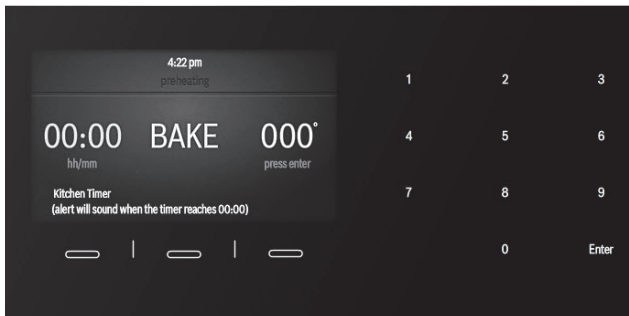 4:22 pm
preheating
00:00 BAKE 000°
hh/mm press enter
Kitchen Timer
(alert will sound when the timer reaches 00:00)
1 2 3
4 5 6
7 8 9
0 Enter